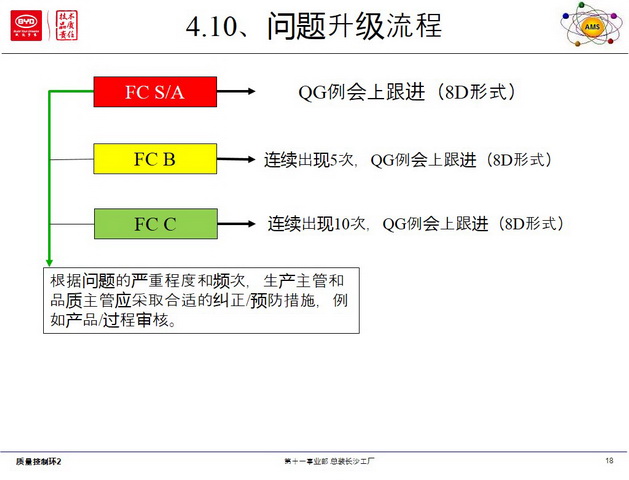 BYD
技术
品质
责任
4.10、问题升级流程
AMS
FC S/A
QG例会上跟进（8D形式）
FC B
连续出现5次，QG例会上跟进（8D形式）
FC C
连续出现10次，QG例会上跟进（8D形式）
根据问题的严重程度和频次，生产主管和
品质主管应采取合适的纠正/预防措施，例
如产品/过程审核。
质量控制环2
第十一事业部 总装长沙工厂
18